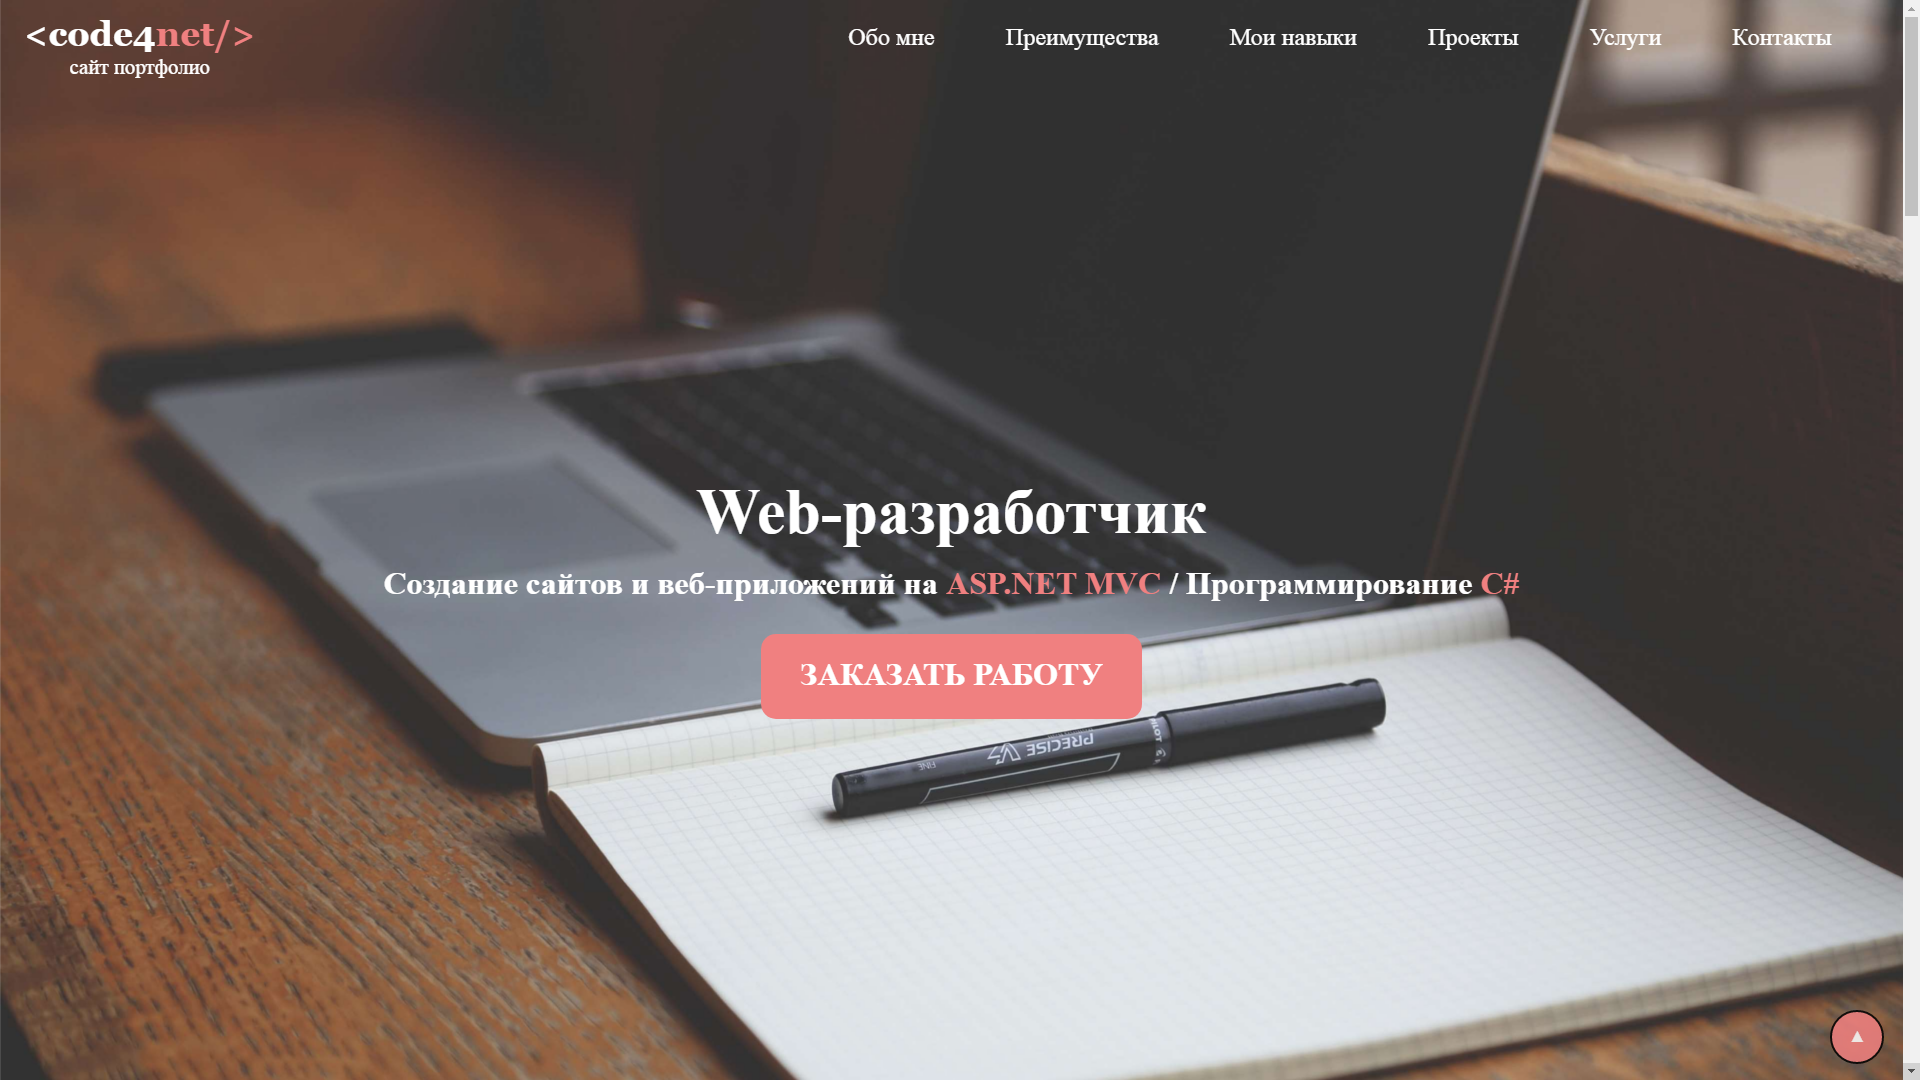 <code4net/>
сайт портфолио
Обо мне
Преимущества
Мои навыки
Проекты
Услуги
Контакты
Web-разработчик
Создание сайтов и веб-приложений на ASP.NET MVC / Программирование C#
ЗАКАЗАТЬ РАБОТУ
PRECISE V7
FINE
PILOT
▲